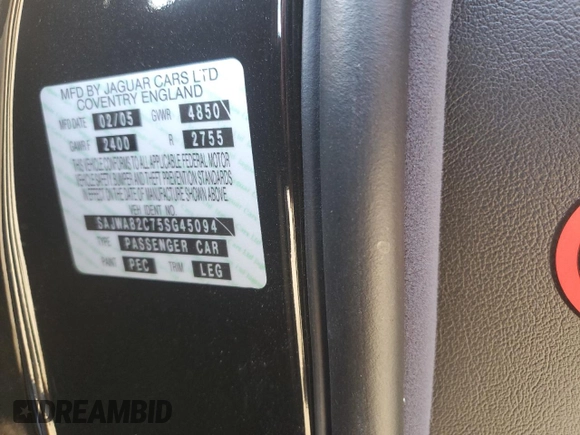 MFD BY JAGUAR CARS LTD
COVENTRY ENGLAND
MFD DATE 02/05 GVWR 4850
GAWR F 2400 R 2755
THIS VEHICLE CONFORMS TO ALL APPLICABLE FEDERAL MOTOR
VEHICLE SAFETY BUMPER AND THEFT PREVENTION STANDARDS
IN EFFECT ON THE DATE OF MANUFACTURE SHOWN ABOVE
VEH. IDENT. NO.
SAJWAB2C75SG45094
TYPE PASSENGER CAR
PAINT PEC TRIM LEG
DREAMBID